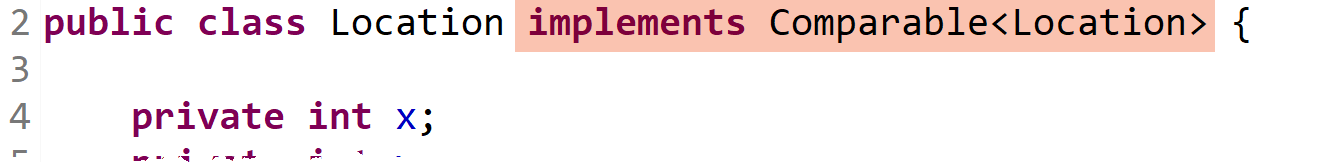 2 public class Location implements Comparable<Location> {
3
4     private int x;